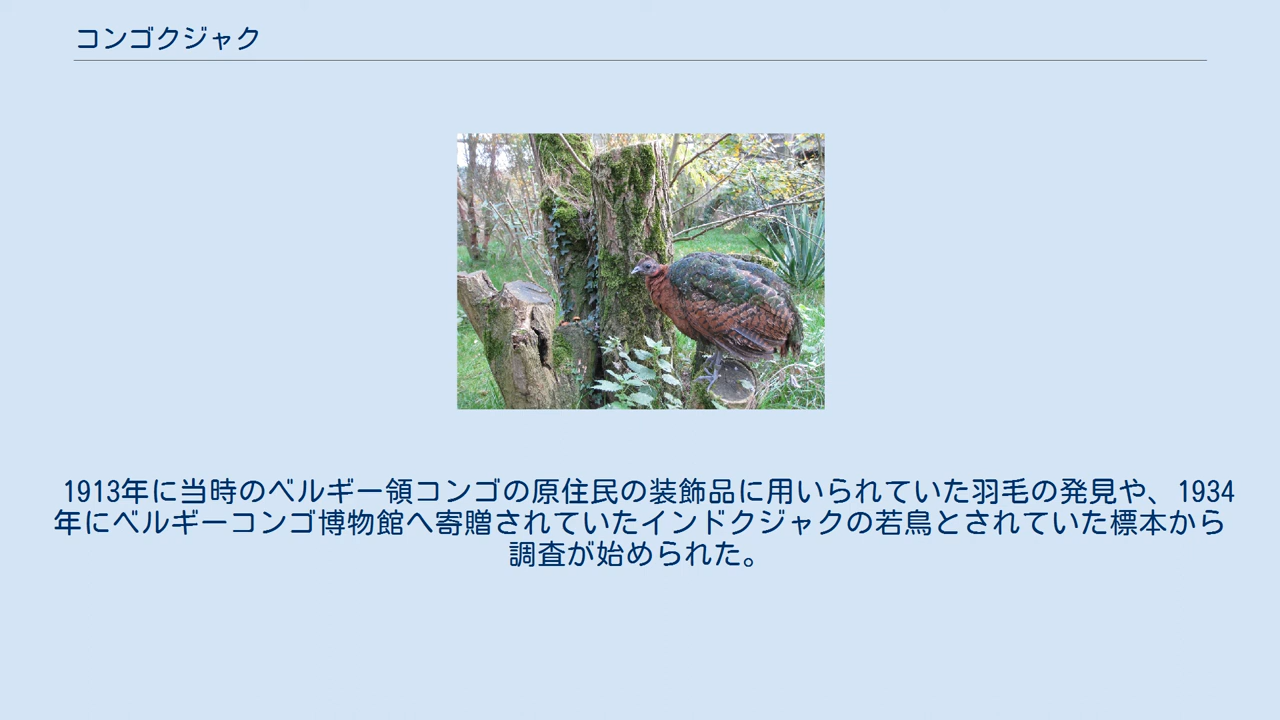 コンゴクジャク
1913年に当時のベルギー領コンゴの原住民の装飾品に用いられていた羽毛の発見や、1934
年にベルギーコンゴ博物館へ寄贈されていたインドクジャクの若鳥とされていた標本から
調査が始められた。